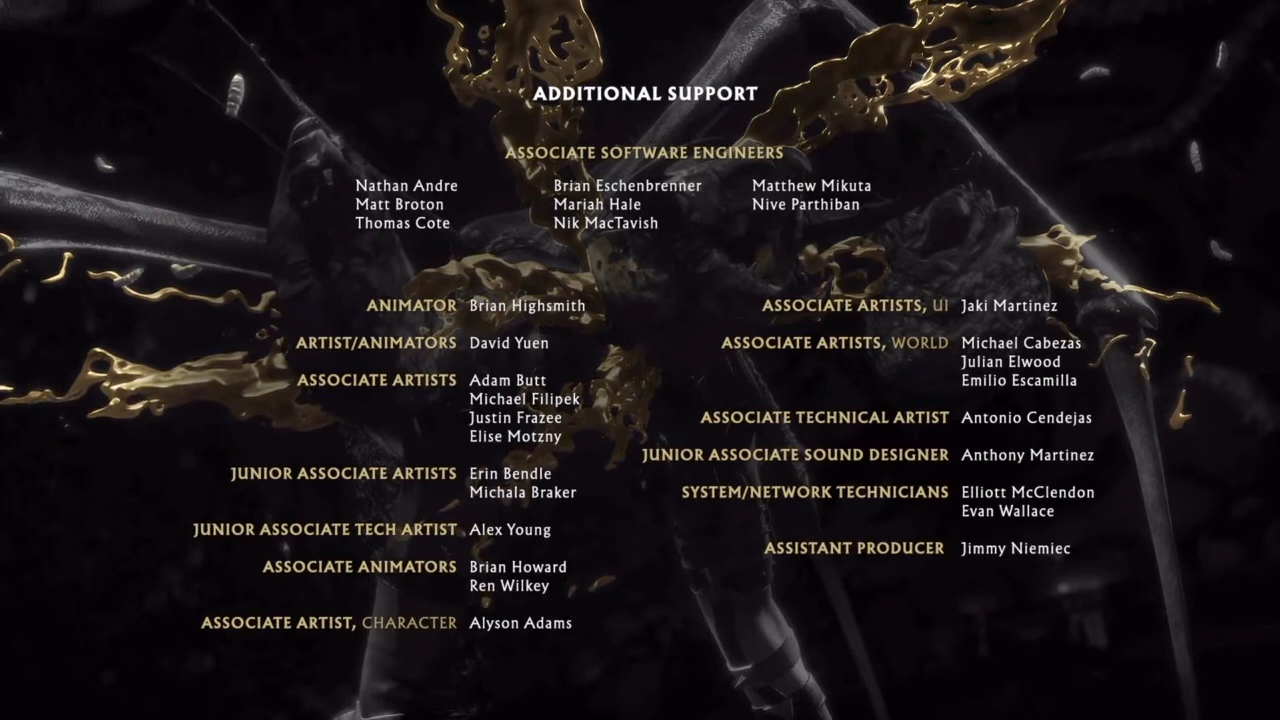 ADDITIONAL SUPPORT
ASSOCIATE SOFTWARE ENGINEERS
Nathan Andre
Matt Broton
Thomas Cote
Brian Eschenbrenner
Mariah Hale
Nik MacTavish
Matthew Mikuta
Nive Parthiban
ANIMATOR Brian Highsmith
ARTIST/ANIMATORS David Yuen
ASSOCIATE ARTISTS Adam Butt
Michael Filipek
Justin Frazee
Elise Motzny
JUNIOR ASSOCIATE ARTISTS Erin Bendle
Michala Braker
JUNIOR ASSOCIATE TECH ARTIST Alex Young
ASSOCIATE ANIMATORS Brian Howard
Ren Wilkey
ASSOCIATE ARTIST, CHARACTER Alyson Adams
ASSOCIATE ARTISTS, UI Jaki Martinez
ASSOCIATE ARTISTS, WORLD Michael Cabezas
Julian Elwood
Emilio Escamilla
ASSOCIATE TECHNICAL ARTIST Antonio Cendejas
JUNIOR ASSOCIATE SOUND DESIGNER Anthony Martinez
SYSTEM/NETWORK TECHNICIANS Elliott McClendon
Evan Wallace
ASSISTANT PRODUCER Jimmy Niemiec